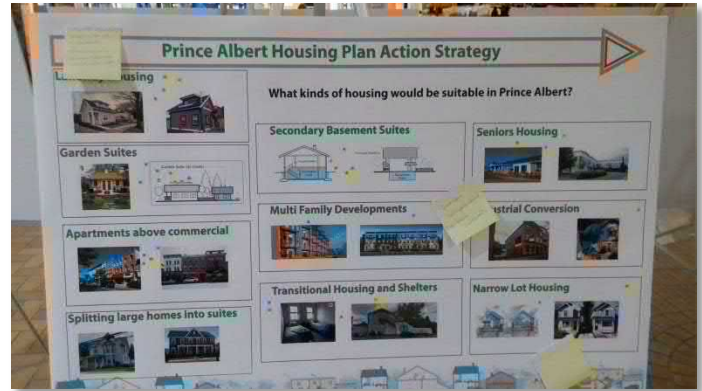 Prince Albert Housing Plan Action Strategy
What kinds of housing would be suitable in Prince Albert?
Garden Suites
Apartments above commercial
Splitting large homes into suites
Secondary Basement Suites
Multi Family Developments
Transitional Housing and Shelters
Seniors Housing
Conversion
Narrow Lot Housing